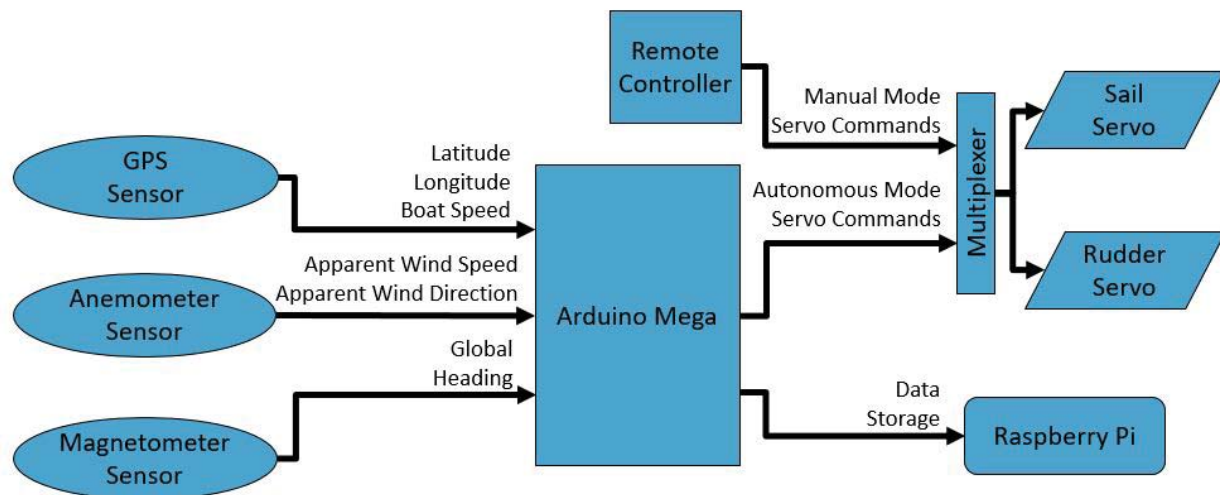 Remote
Controller
Manual Mode
Servo Commands
Sail
Servo
GPS
Sensor
Latitude
Longitude
Boat Speed
Autonomous Mode
Servo Commands
Multiplexer
Rudder
Servo
Anemometer
Sensor
Apparent Wind Speed
Apparent Wind Direction
Arduino Mega
Global
Heading
Magnetometer
Sensor
Data
Storage
Raspberry Pi